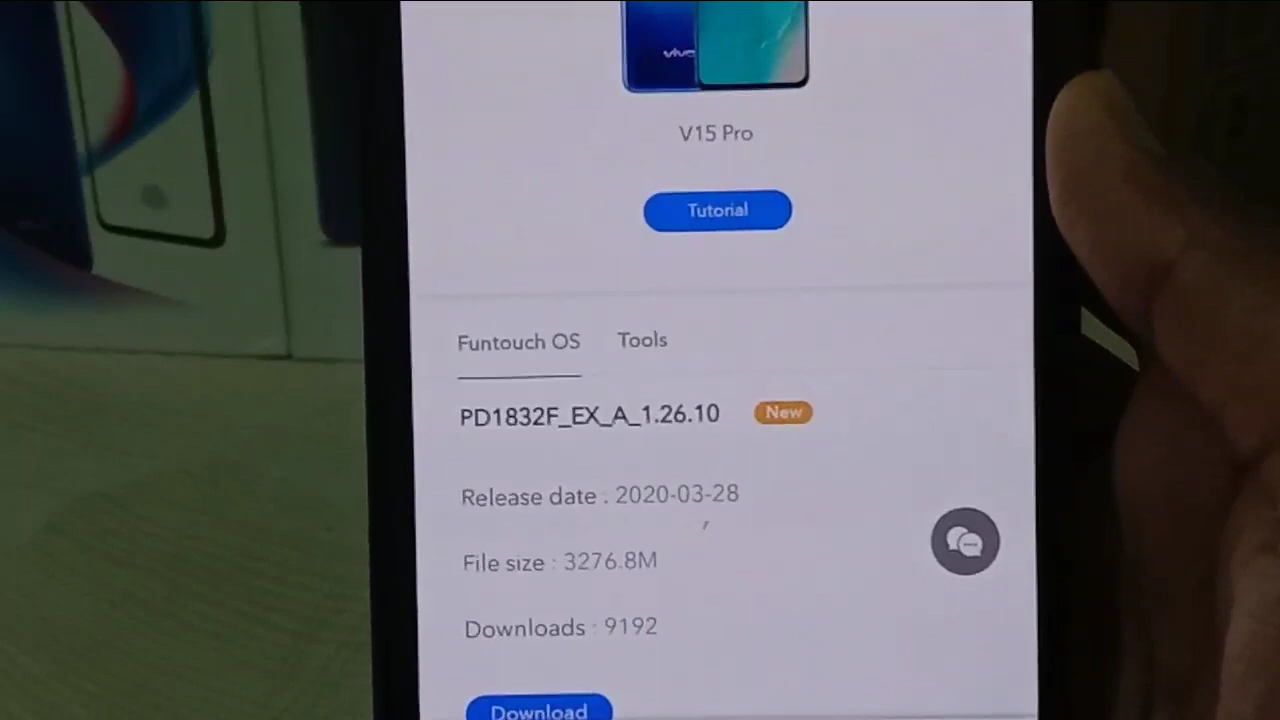 vivo
V15 Pro
Tutorial
Funtouch OS Tools
PD1832F_EX_A_1.26.10 New
Release date : 2020-03-28
File size : 3276.8M
Downloads : 9192
Download